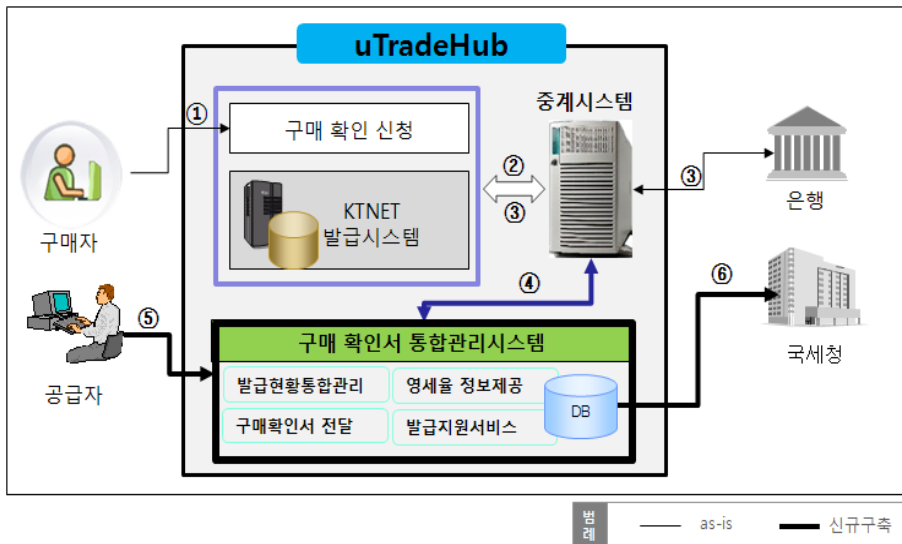 uTradeHub
중계시스템
①
구매 확인 신청
②
③
③
은행
KTNET
발급시스템
구매자
④
⑥
⑤
구매 확인서 통합관리시스템
국세청
공급자
발급현황통합관리
영세율 정보제공
DB
구매확인서 전달
발급지원서비스
범례
as-is
신규구축